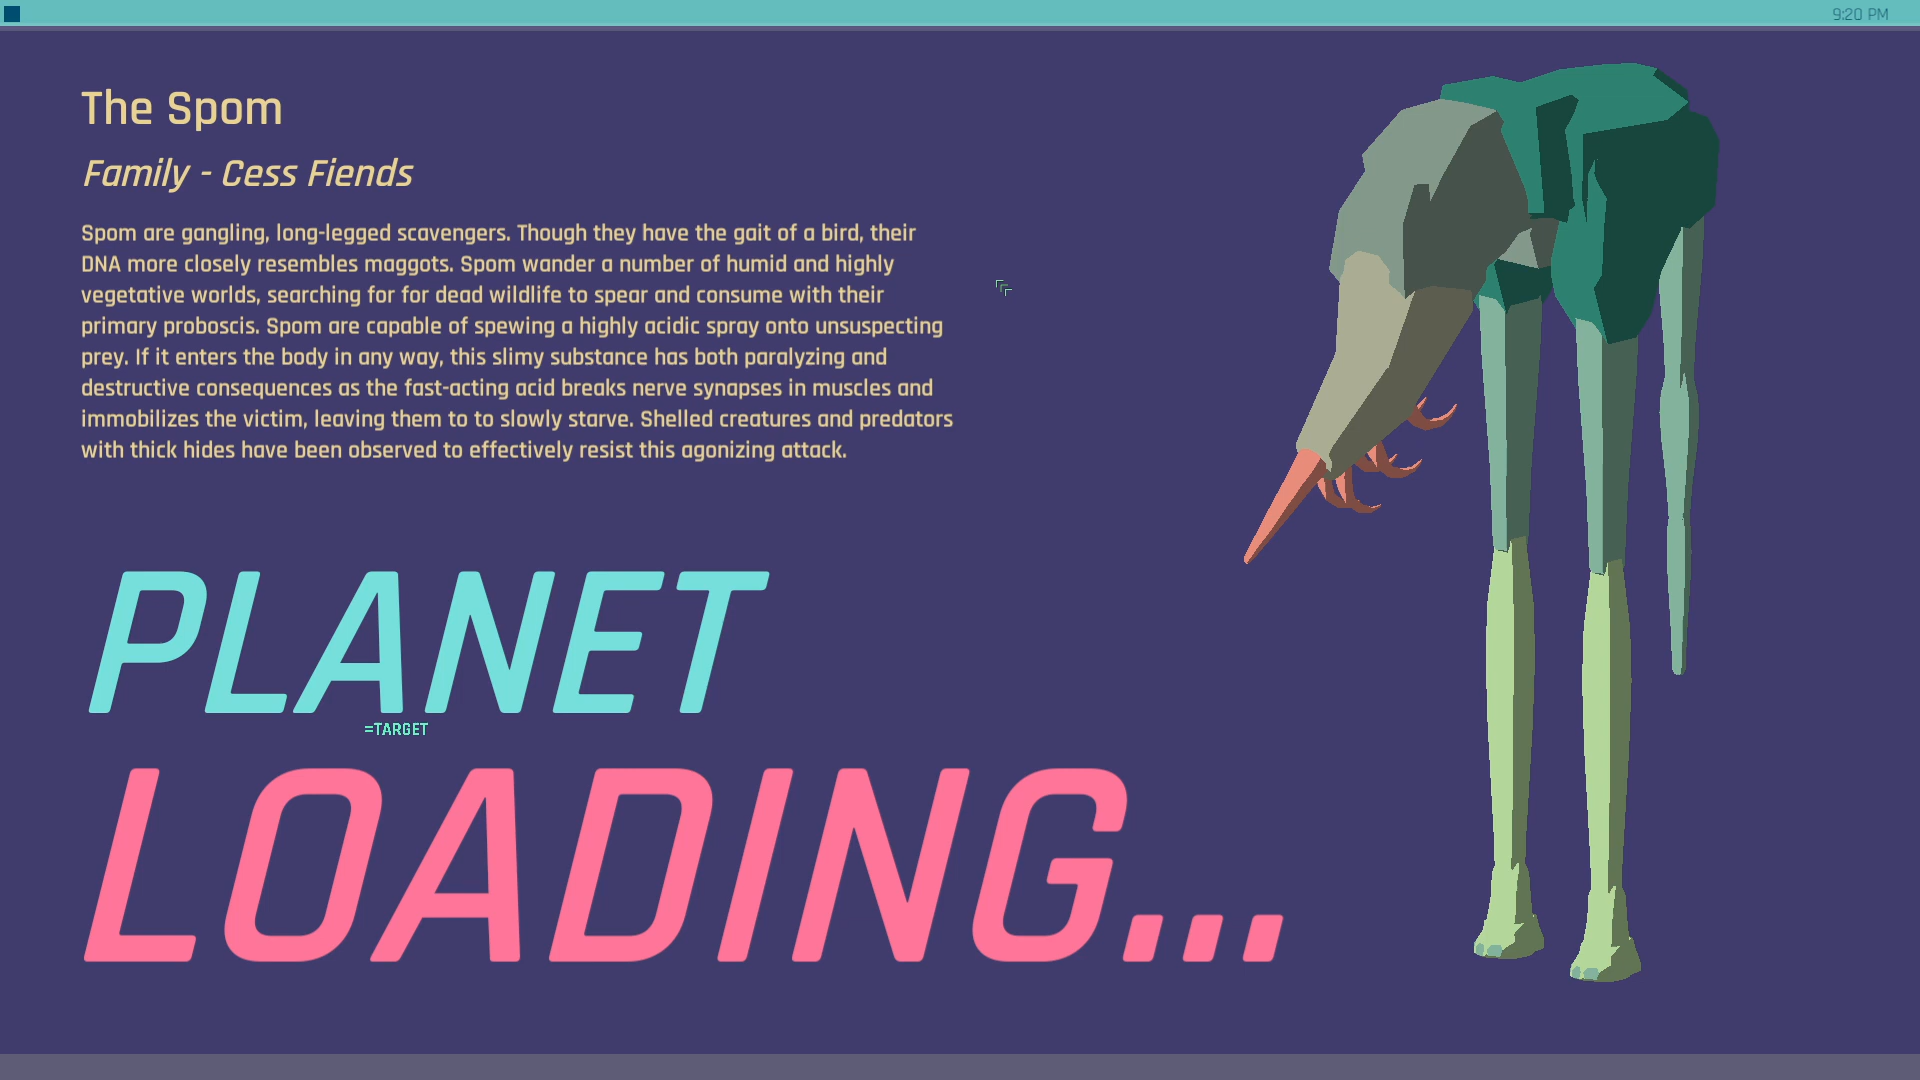 9:20 PM
The Spom
Family - Cess Fiends
Spom are gangling, long-legged scavengers. Though they have the gait of a bird, their
DNA more closely resembles maggots. Spom wander a number of humid and highly
vegetative worlds, searching for for dead wildlife to spear and consume with their
primary proboscis. Spom are capable of spewing a highly acidic spray onto unsuspecting
prey. If it enters the body in any way, this slimy substance has both paralyzing and
destructive consequences as the fast-acting acid breaks nerve synapses in muscles and
immobilizes the victim, leaving them to to slowly starve. Shelled creatures and predators
with thick hides have been observed to effectively resist this agonizing attack.
PLANET
=TARGET
LOADING...